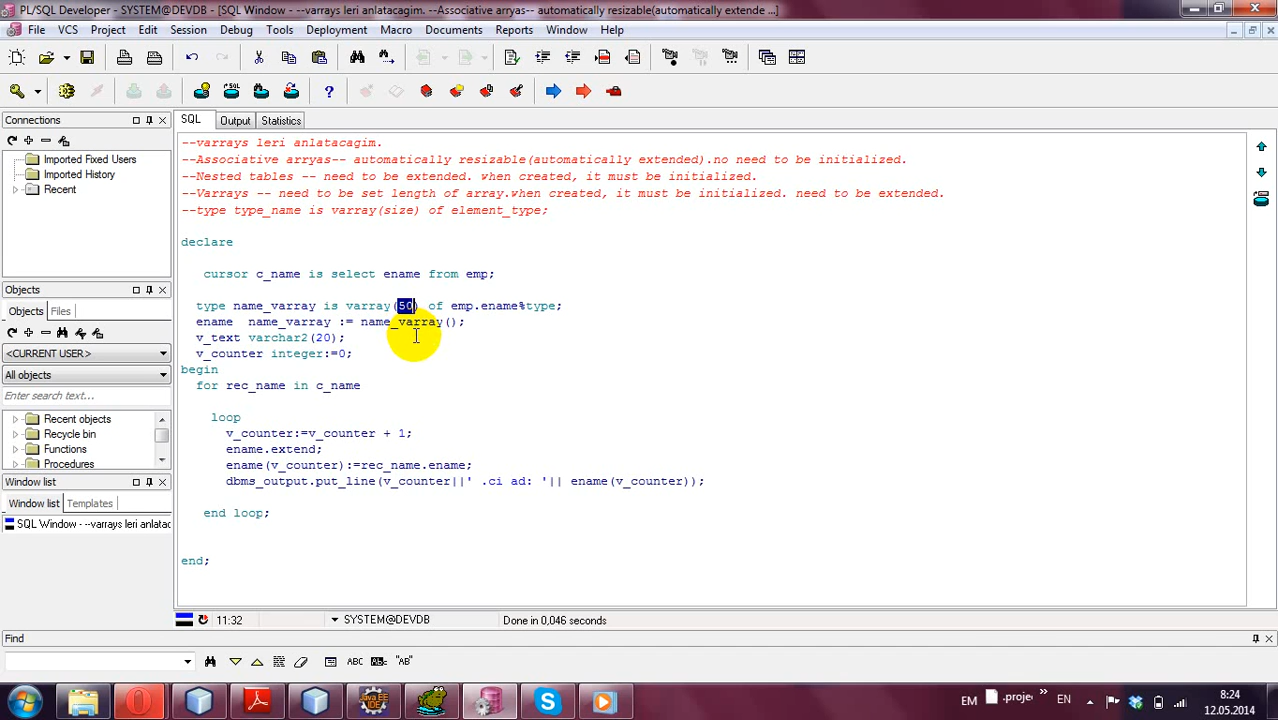 PL/SQL Developer - SYSTEM@DEVDB - [SQL Window - --varrays leri anlatacagim. --Associative arryas-- automatically resizable(automatically extende ...]
File VCS Project Edit Session Debug Tools Deployment Macro Documents Reports Window Help
Connections
Imported Fixed Users
Imported History
Recent
Objects
Objects Files
<CURRENT USER>
All objects
Enter search text...
Recent objects
Recycle bin
Functions
Procedures
Window list
Window list Templates
SQL Window - --varrays leri anlatacagim
SQL Output Statistics
--varrays leri anlatacagim.
--Associative arryas-- automatically resizable(automatically extended).no need to be initialized.
--Nested tables -- need to be extended. when created, it must be initialized.
--Varrays -- need to be set length of array.when created, it must be initialized. need to be extended.
--type type_name is varray(size) of element_type;
declare
cursor c_name is select ename from emp;
type name_varray is varray(50) of emp.ename%type;
ename name_varray := name_varray();
v_text varchar2(20);
v_counter integer:=0;
begin
for rec_name in c_name
loop
v_counter:=v_counter + 1;
ename.extend;
ename(v_counter):=rec_name.ename;
dbms_output.put_line(v_counter||' .ci ad: '|| ename(v_counter));
end loop;
end;
11:32 SYSTEM@DEVDB Done in 0,046 seconds
Find
ABC "AB"
EM .projec EN
8:24
12.05.2014